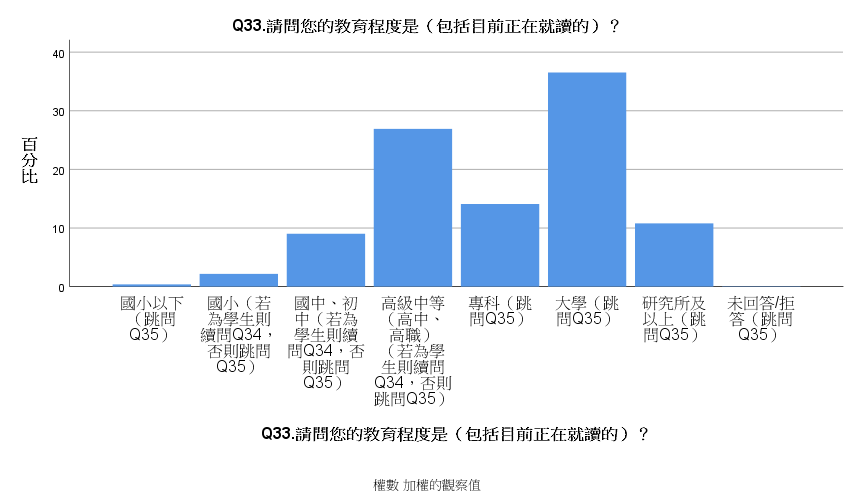 Q33.請問您的教育程度是（包括目前正在就讀的）？
40
30
20
10
0
百分比
國小以下
（跳問
Q35）
國小（若
為學生則
續問Q34，
否則跳問
Q35）
國中、初
中（若為
學生則續
問Q34，否
則跳問
Q35）
高級中等
（高中、
高職）
（若為學
生則續問
Q34，否則
跳問Q35）
專科（跳
問Q35）
大學（跳
問Q35）
研究所及
以上（跳
問Q35）
未回答/拒
答（跳問
Q35）
Q33.請問您的教育程度是（包括目前正在就讀的）？
權數 加權的觀察值